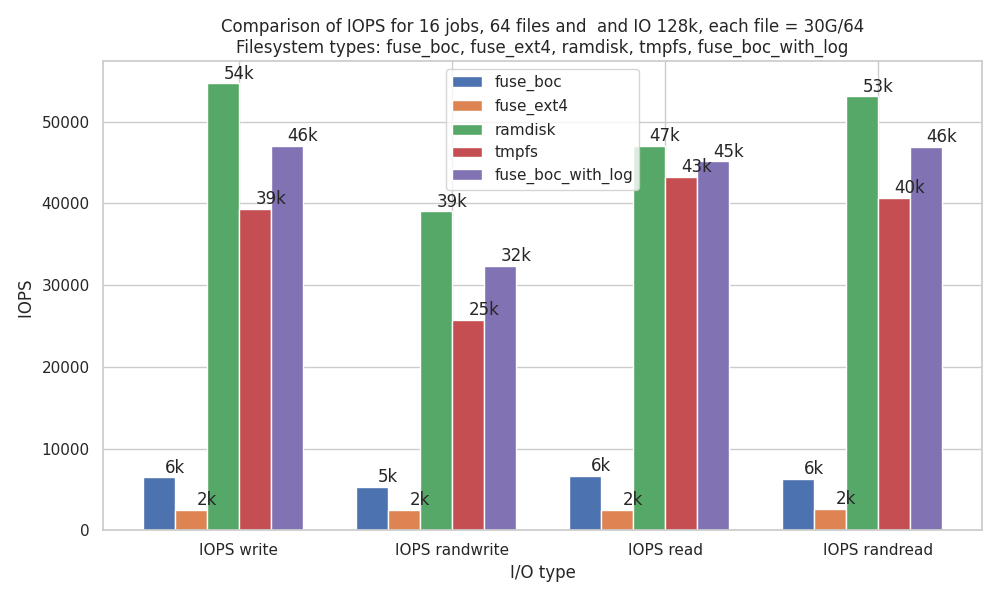 Comparison of IOPS for 16 jobs, 64 files and  and IO 128k, each file = 30G/64
Filesystem types: fuse_boc, fuse_ext4, ramdisk, tmpfs, fuse_boc_with_log
IOPS
50000
40000
30000
20000
10000
0
fuse_boc
fuse_ext4
ramdisk
tmpfs
fuse_boc_with_log
6k
2k
54k
39k
46k
5k
2k
39k
25k
32k
6k
2k
47k
43k
45k
6k
2k
53k
40k
46k
IOPS write
IOPS randwrite
IOPS read
IOPS randread
I/O type